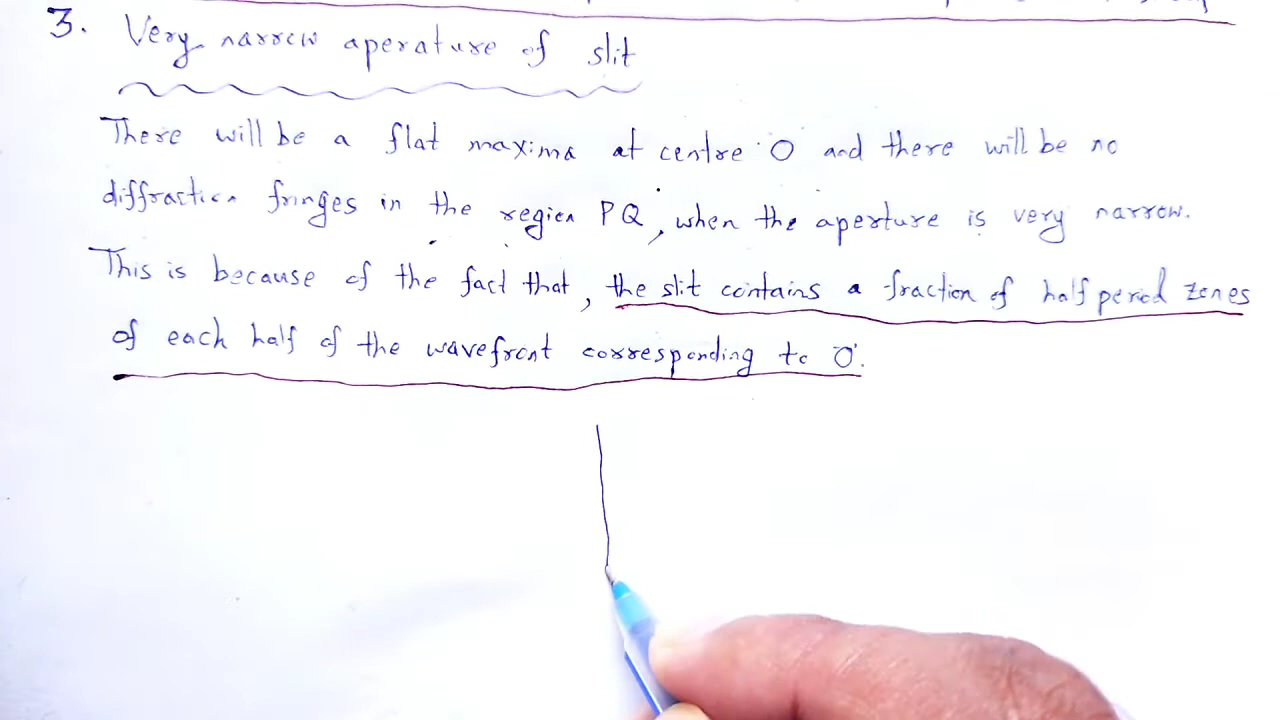 3. Very narrow aperature of slit
There will be a flat maxima at centre 'O' and there will be no
diffraction fringes in the region PQ, when the aperture is very narrow.
This is because of the fact that, the slit contains a fraction of half period zones
of each half of the wavefront corresponding to 'O'.